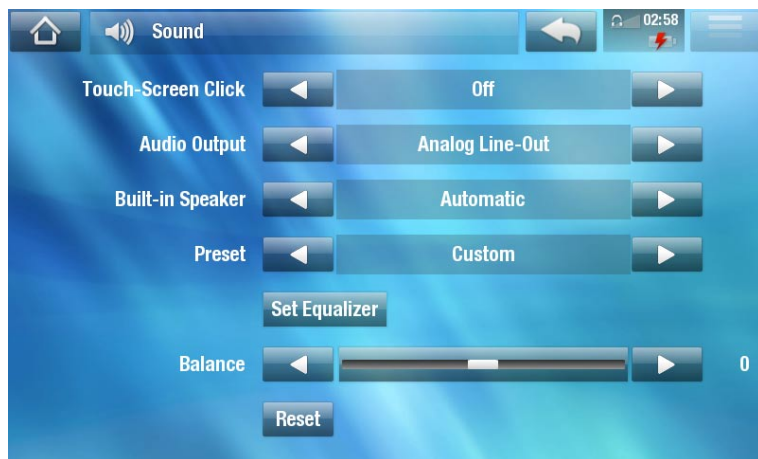 Sound 02:58
Touch-Screen Click Off
Audio Output Analog Line-Out
Built-in Speaker Automatic
Preset Custom
Set Equalizer
Balance 0
Reset